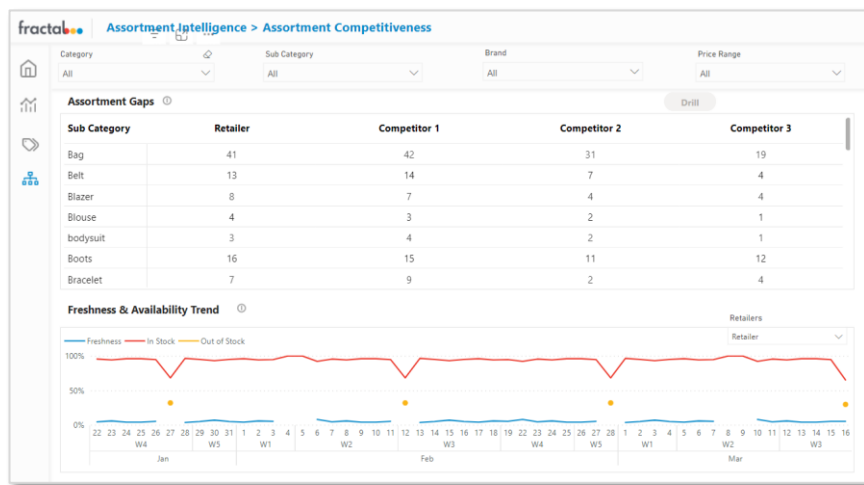 fractal
Assortment Intelligence > Assortment Competitiveness
Category Sub Category Brand Price Range
All All All All
Assortment Gaps Drill
Sub Category Retailer Competitor 1 Competitor 2 Competitor 3
Bag 41 42 31 19
Belt 13 14 7 4
Blazer 8 7 4 4
Blouse 4 3 2 1
bodysuit 3 4 2 1
Boots 16 15 11 12
Bracelet 7 9 2 4
Freshness & Availability Trend
Retailers
Retailer
Freshness In Stock Out of Stock
100%
50%
0%
22 23 24 25 26 27 28 29 30 31 1 2 3 4 5 6 7 8 9 10 11 12 13 14 15 16 17 18 19 22 23 24 25 26 27 28 1 2 3 4 5 6 7 8 9 10 11 12 13 14 15 16
W4 W5 W1 W2 W3 W4 W5 W1 W2 W3
Jan Feb Mar